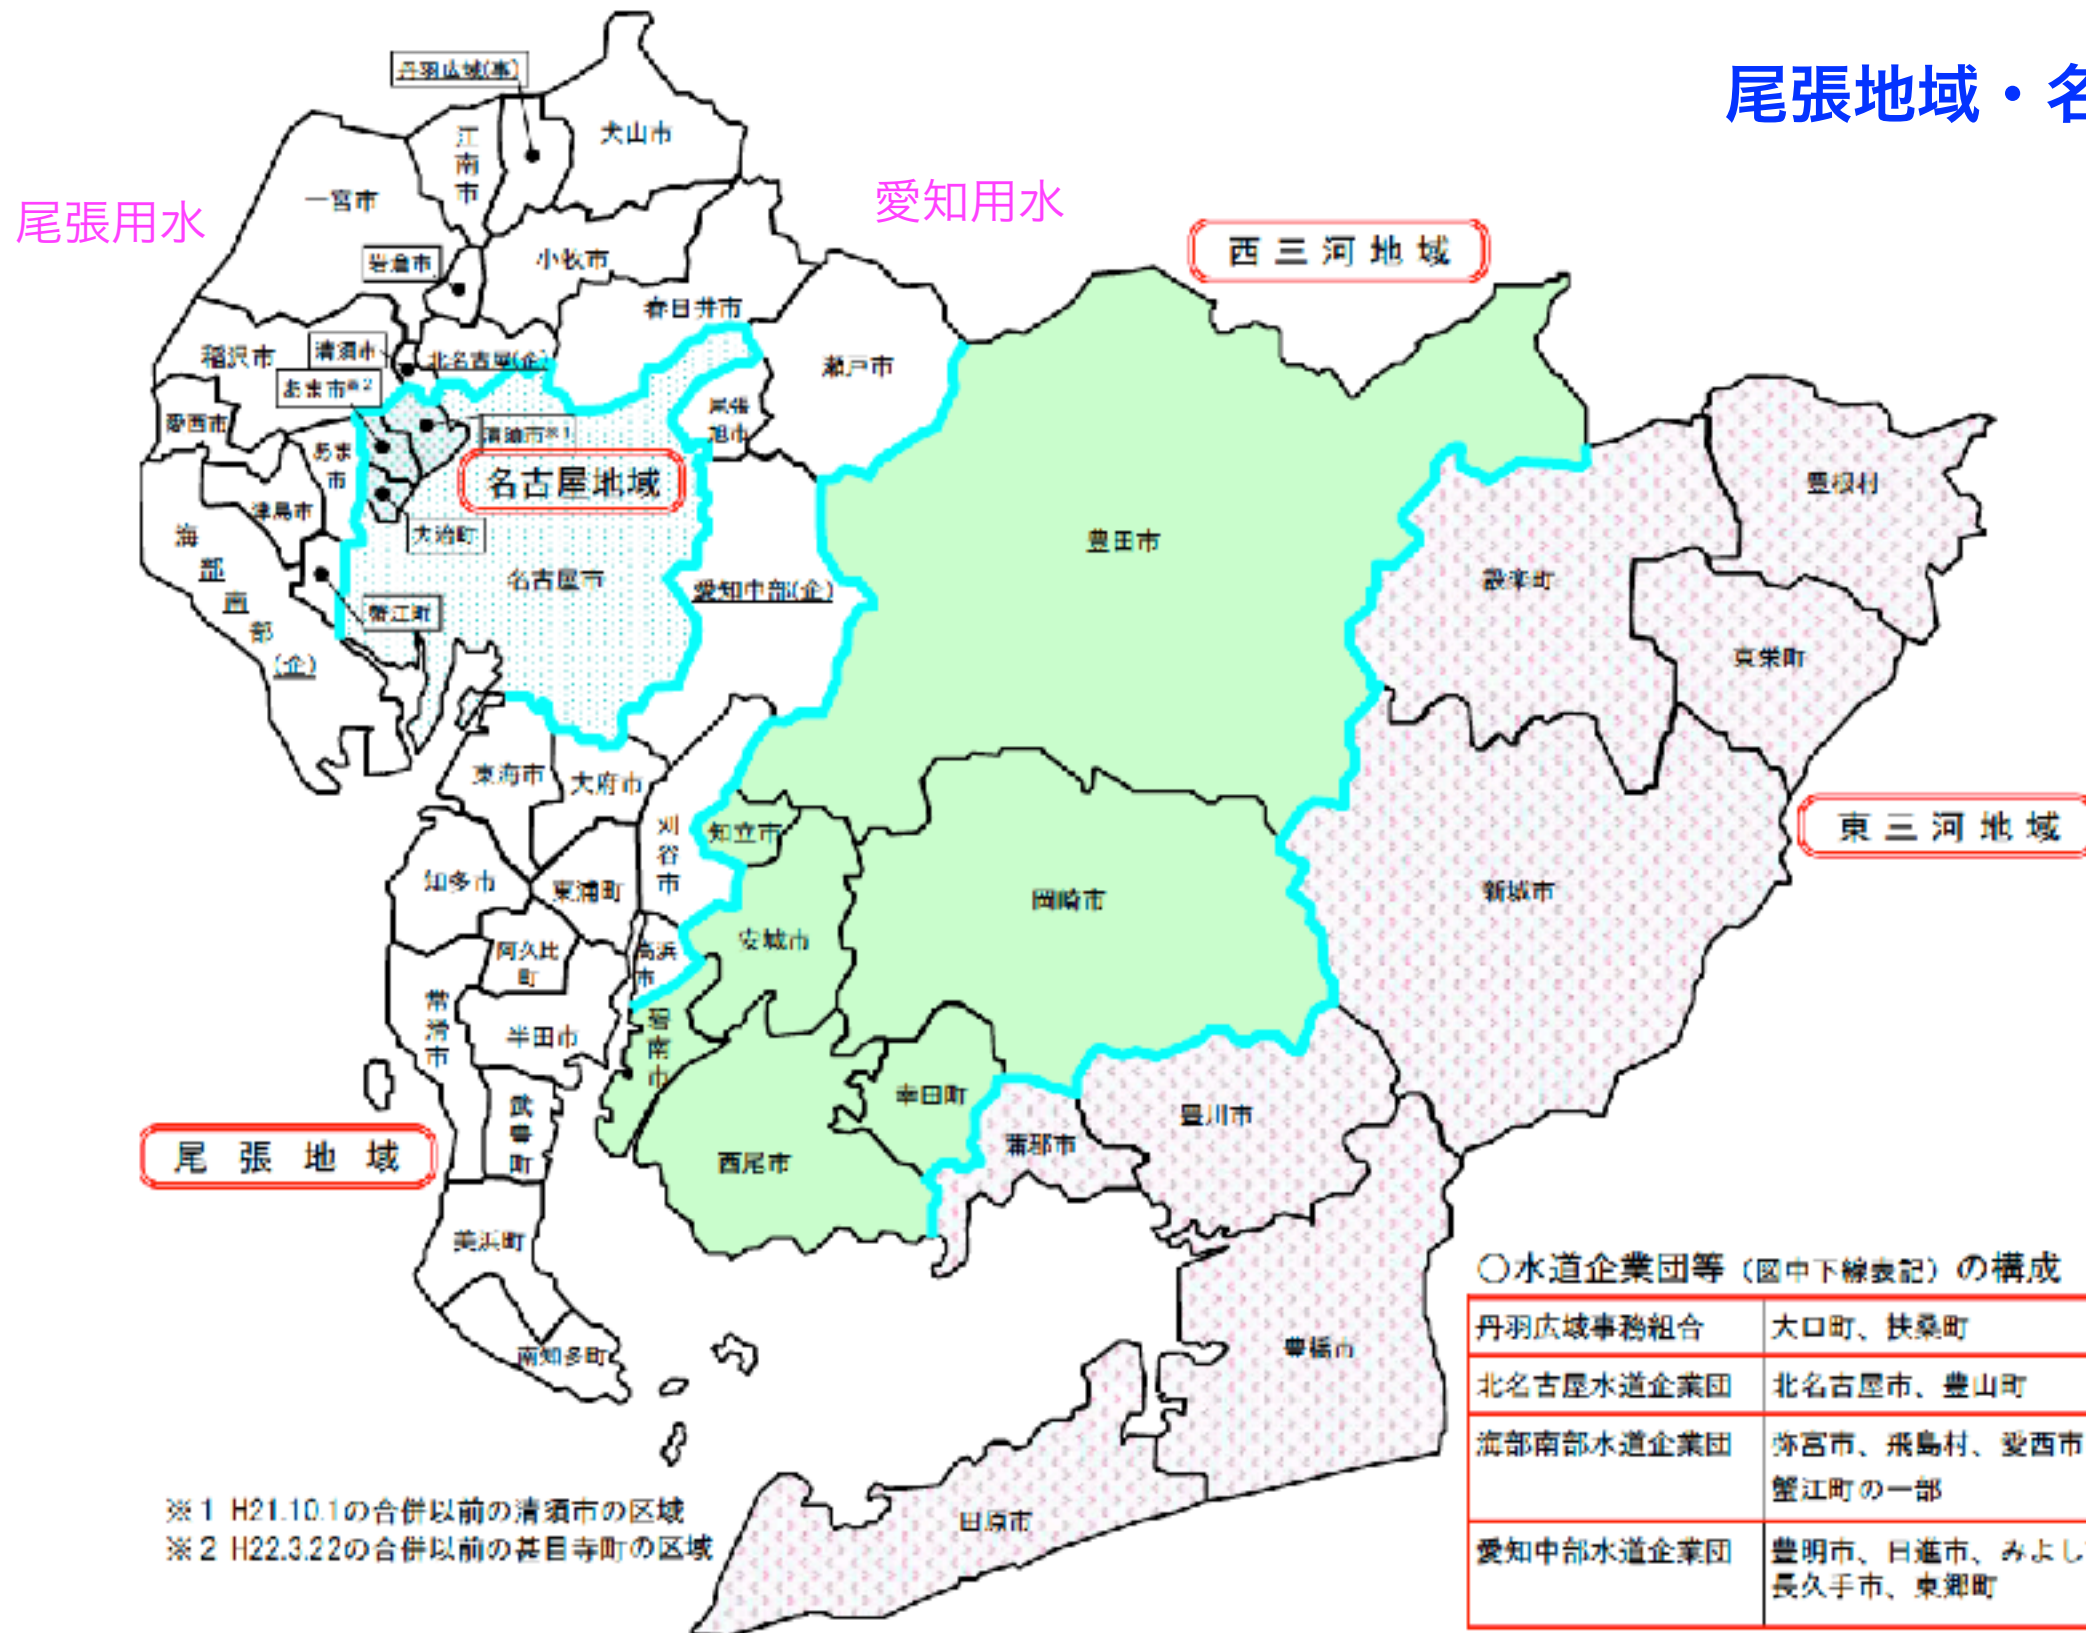 尾張地域・名
尾張用水
愛知用水
丹羽広域(事)
犬山市
江南市
一宮市
岩倉市
小牧市
春日井市
西三河地域
稲沢市
清須市
北名古屋(企)
あま市※2
瀬戸市
愛西市
尾張
旭市
清須市※1
あま
市
名古屋地域
津島市
大治町
海部南部(企)
名古屋市
愛知中部(企)
蟹江町
豊田市
豊根村
設楽町
東栄町
東海市
大府市
刈谷市
知立市
東三河地域
知多市
東浦町
岡崎市
新城市
安城市
阿久比
町
高浜
市
常滑市
半田市
碧南市
幸田町
武豊町
豊川市
蒲郡市
尾張地域
西尾市
美浜町
南知多町
豊橋市
田原市
○水道企業団等（図中下線表記）の構成
丹羽広域事務組合 大口町、扶桑町
北名古屋水道企業団 北名古屋市、豊山町
海部南部水道企業団 弥富市、飛島村、愛西市
蟹江町の一部
愛知中部水道企業団 豊明市、日進市、みよし
長久手市、東郷町
※1 H21.10.1の合併以前の清須市の区域
※2 H22.3.22の合併以前の甚目寺町の区域